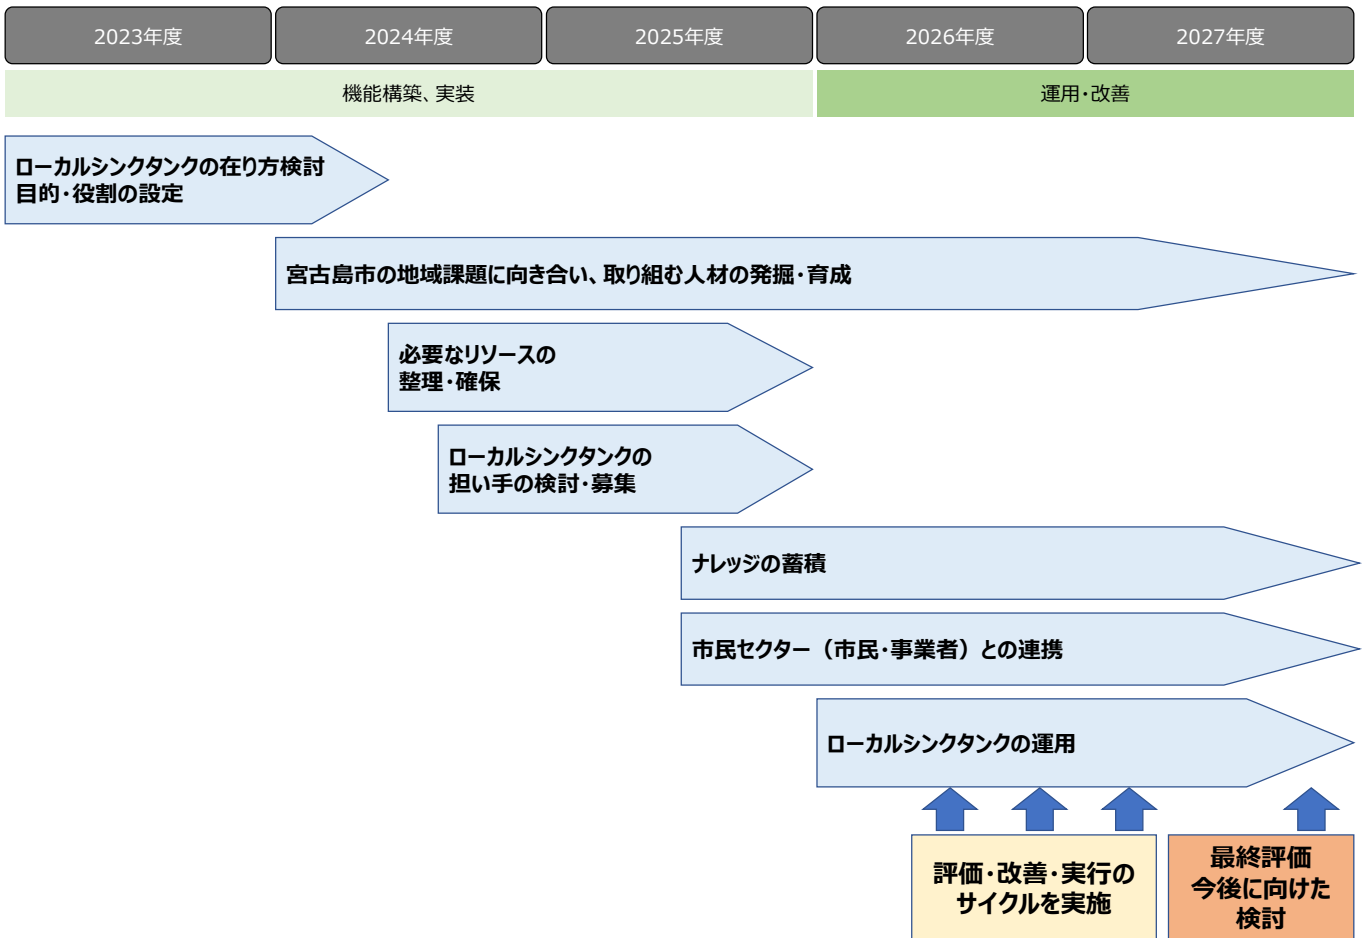 2023年度
2024年度
2025年度
2026年度
2027年度
機能構築、実装
運用・改善
ローカルシンクタンクの在り方検討
目的・役割の設定
宮古島市の地域課題に向き合い、取り組む人材の発掘・育成
必要なリソースの
整理・確保
ローカルシンクタンクの
担い手の検討・募集
ナレッジの蓄積
市民セクター（市民・事業者）との連携
ローカルシンクタンクの運用
評価・改善・実行の
サイクルを実施
最終評価
今後に向けた
検討